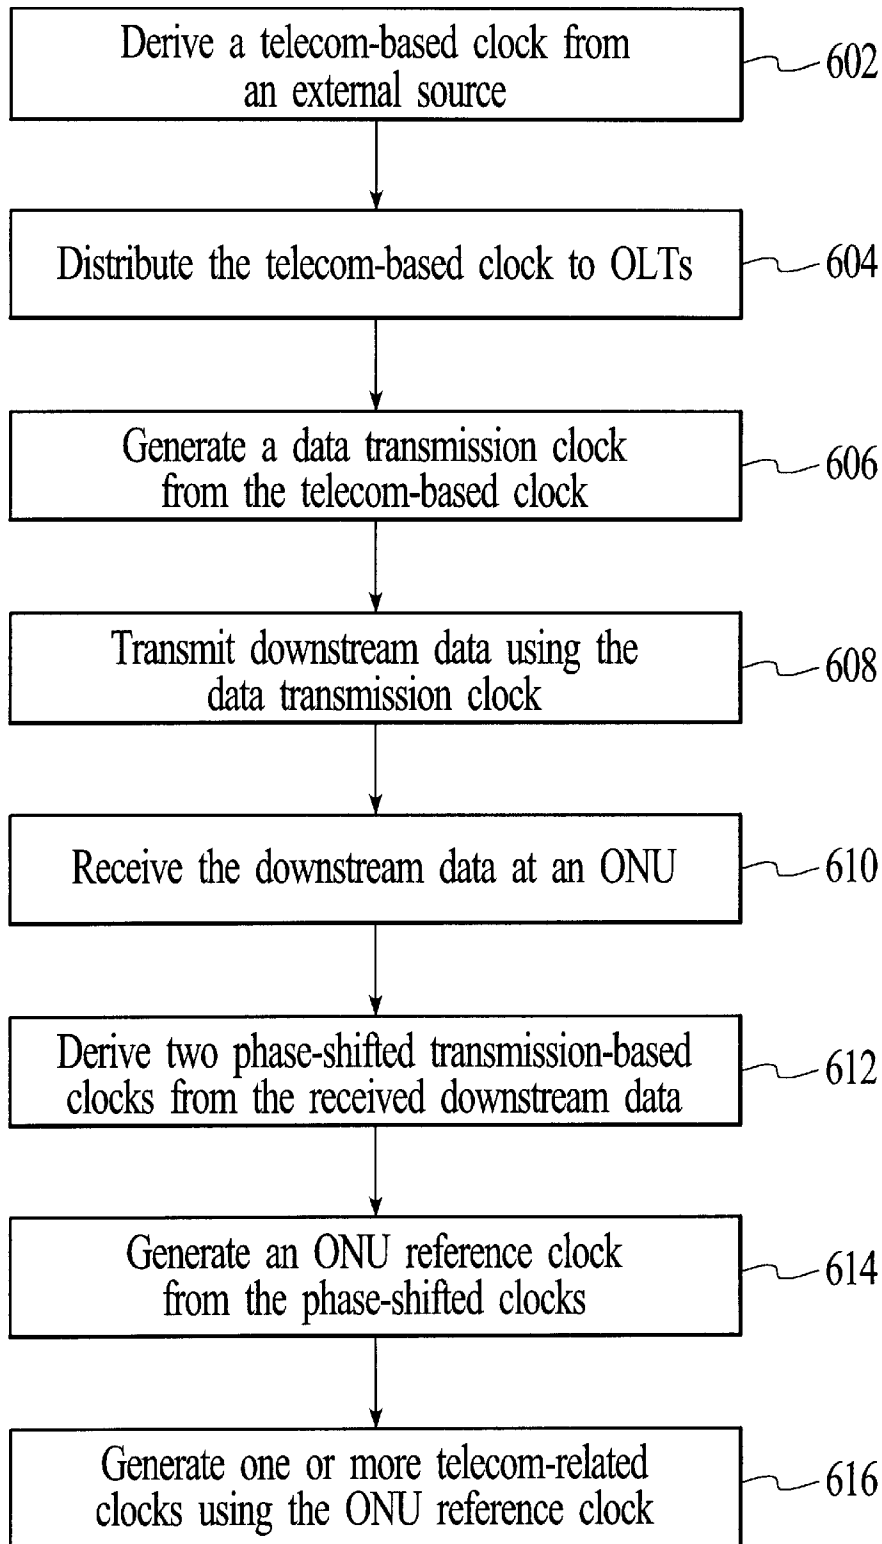 Derive a telecom-based clock from
an external source
602
Distribute the telecom-based clock to OLTs
604
Generate a data transmission clock
from the telecom-based clock
606
Transmit downstream data using the
data transmission clock
608
Receive the downstream data at an ONU
610
Derive two phase-shifted transmission-based
clocks from the received downstream data
612
Generate an ONU reference clock
from the phase-shifted clocks
614
Generate one or more telecom-related
clocks using the ONU reference clock
616